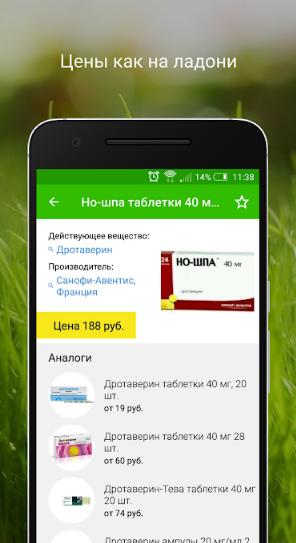 Цены как на ладони
14% 11:38
Но-шпа таблетки 40 м...
Действующее вещество:
Дротаверин
Производитель:
Санофи-Авентис,
Франция
24
НО-ШПА® 40 мг
дротаверин
Цена 188 руб.
Аналоги
Дротаверин таблетки 40 мг, 20
шт.
от 19 руб.
Дротаверин таблетки 40 мг 28
шт.
от 60 руб.
Дротаверин-Тева таблетки 40 мг
20 шт.
от 74 руб.
Дротаверин ампулы 20 мг/мл 2